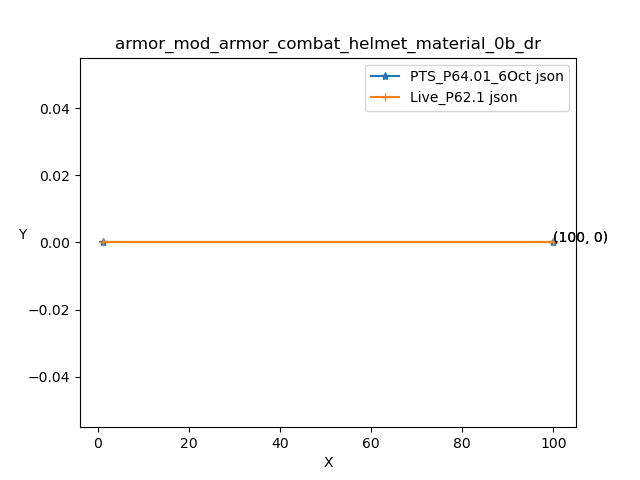 armor_mod_armor_combat_helmet_material_0b_dr
PTS_P64.01_6Oct json
Live_P62.1 json
0.04
0.02
0.00
−0.02
−0.04
Y
(100, 0)
0
20
40
60
80
100
X